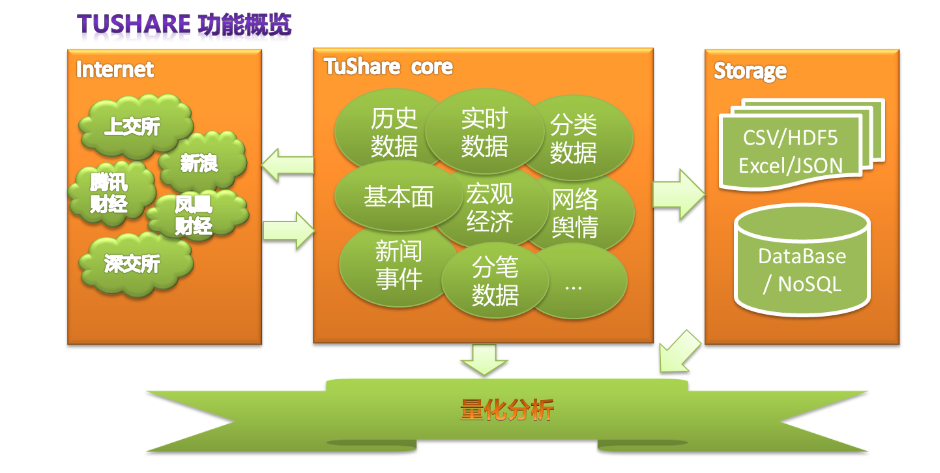 TUSHARE 功能概览
Internet
上交所
新浪
腾讯
财经
凤凰
财经
深交所
TuShare core
历史
数据
实时
数据
分类
数据
基本面
宏观
经济
网络
舆情
新闻
事件
分笔
数据
...
Storage
CSV/HDF5
Excel/JSON
DataBase
/ NoSQL
量化分析